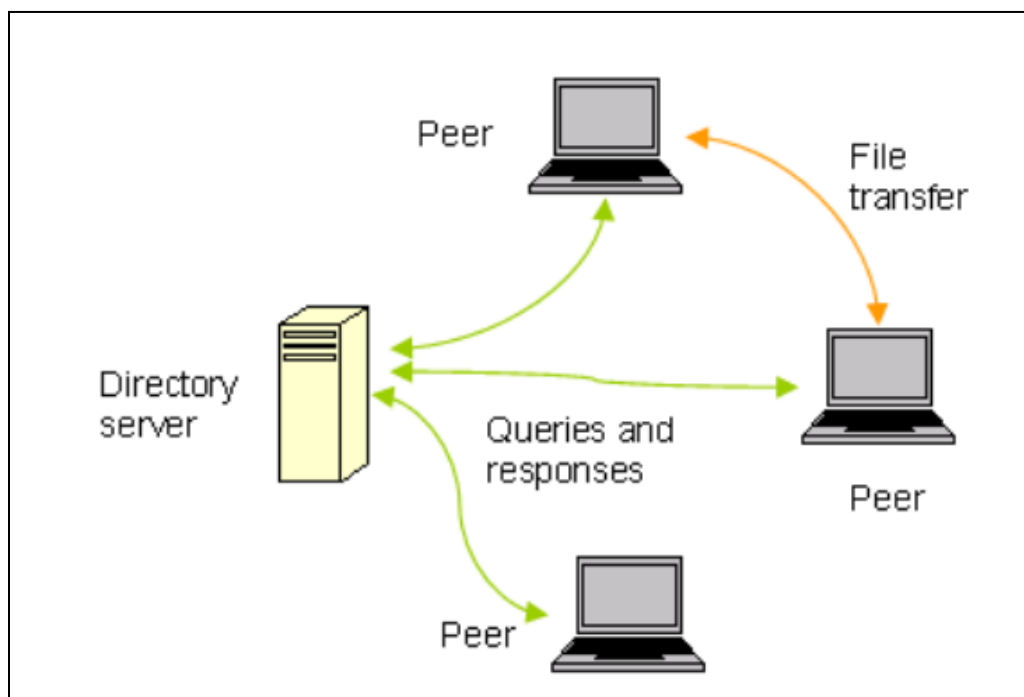 Peer
File
transfer
Directory
server
Queries and
responses
Peer
Peer